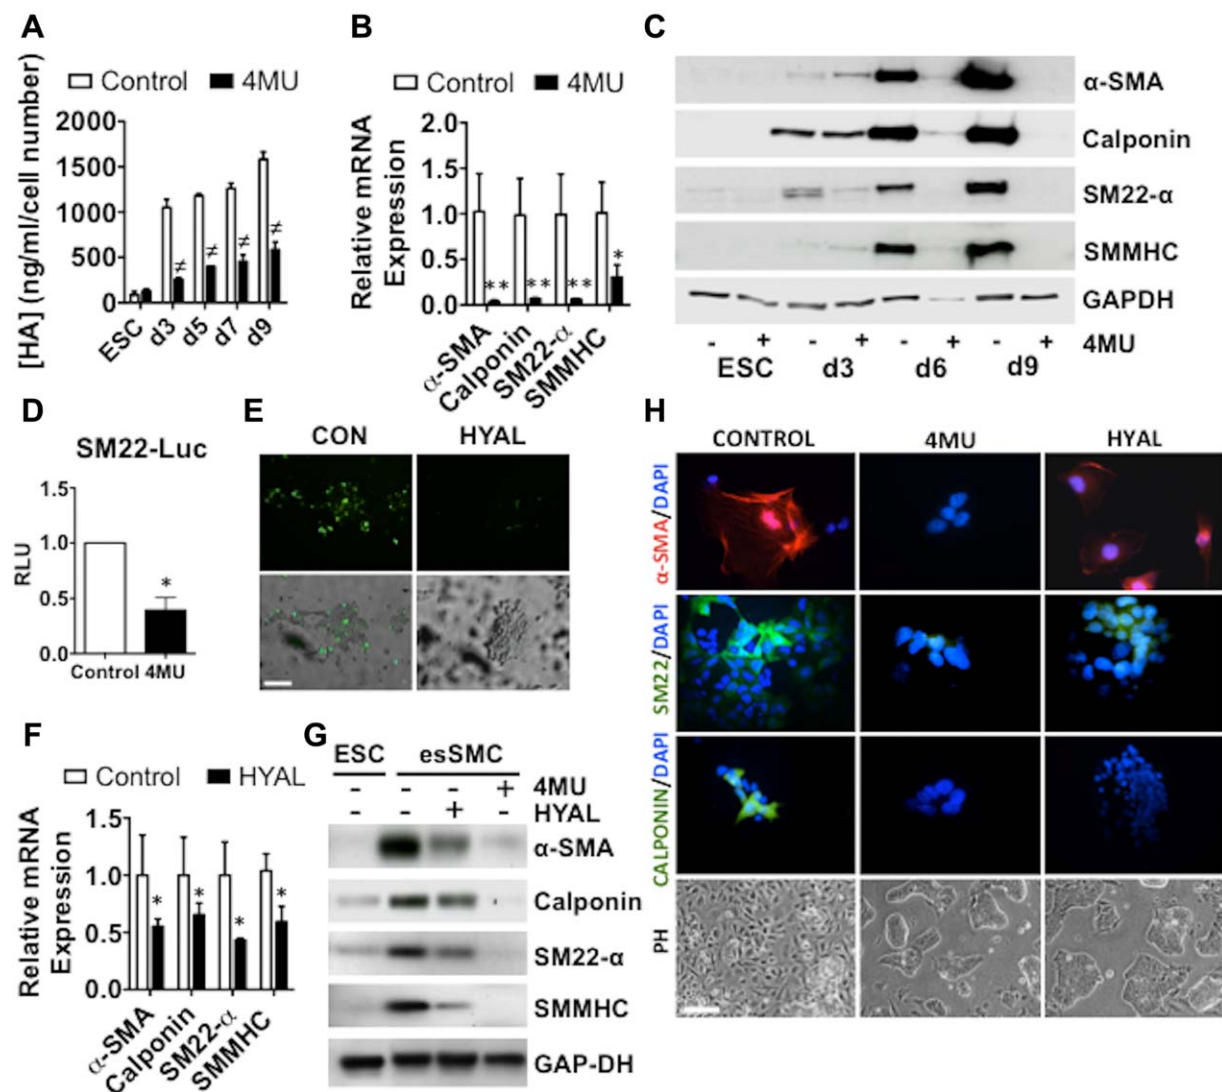 A
Control 4MU
[HA] (ng/ml/cell number)
2000
1500
1000
500
0
≠ ≠ ≠ ≠
ESC d3 d5 d7 d9
B
Control 4MU
Relative mRNA
Expression
2.0
1.5
1.0
0.5
0.0
** ** ** *
α-SMA Calponin SM22-α SMMHC
C
α-SMA
Calponin
SM22-α
SMMHC
GAPDH
- + - + - + - + 4MU
ESC d3 d6 d9
D
SM22-Luc
RLU
1.5
1.0
0.5
0.0
*
Control 4MU
E
CON HYAL
F
Control HYAL
Relative mRNA
Expression
1.5
1.0
0.5
0.0
* * * *
α-SMA Calponin SM22-α SMMHC
G
ESC esSMC
- - - + 4MU
- - + - HYAL
α-SMA
Calponin
SM22-α
SMMHC
GAP-DH
H
CONTROL 4MU HYAL
α-SMA/DAPI
SM22/DAPI
CALPONIN/DAPI
PH